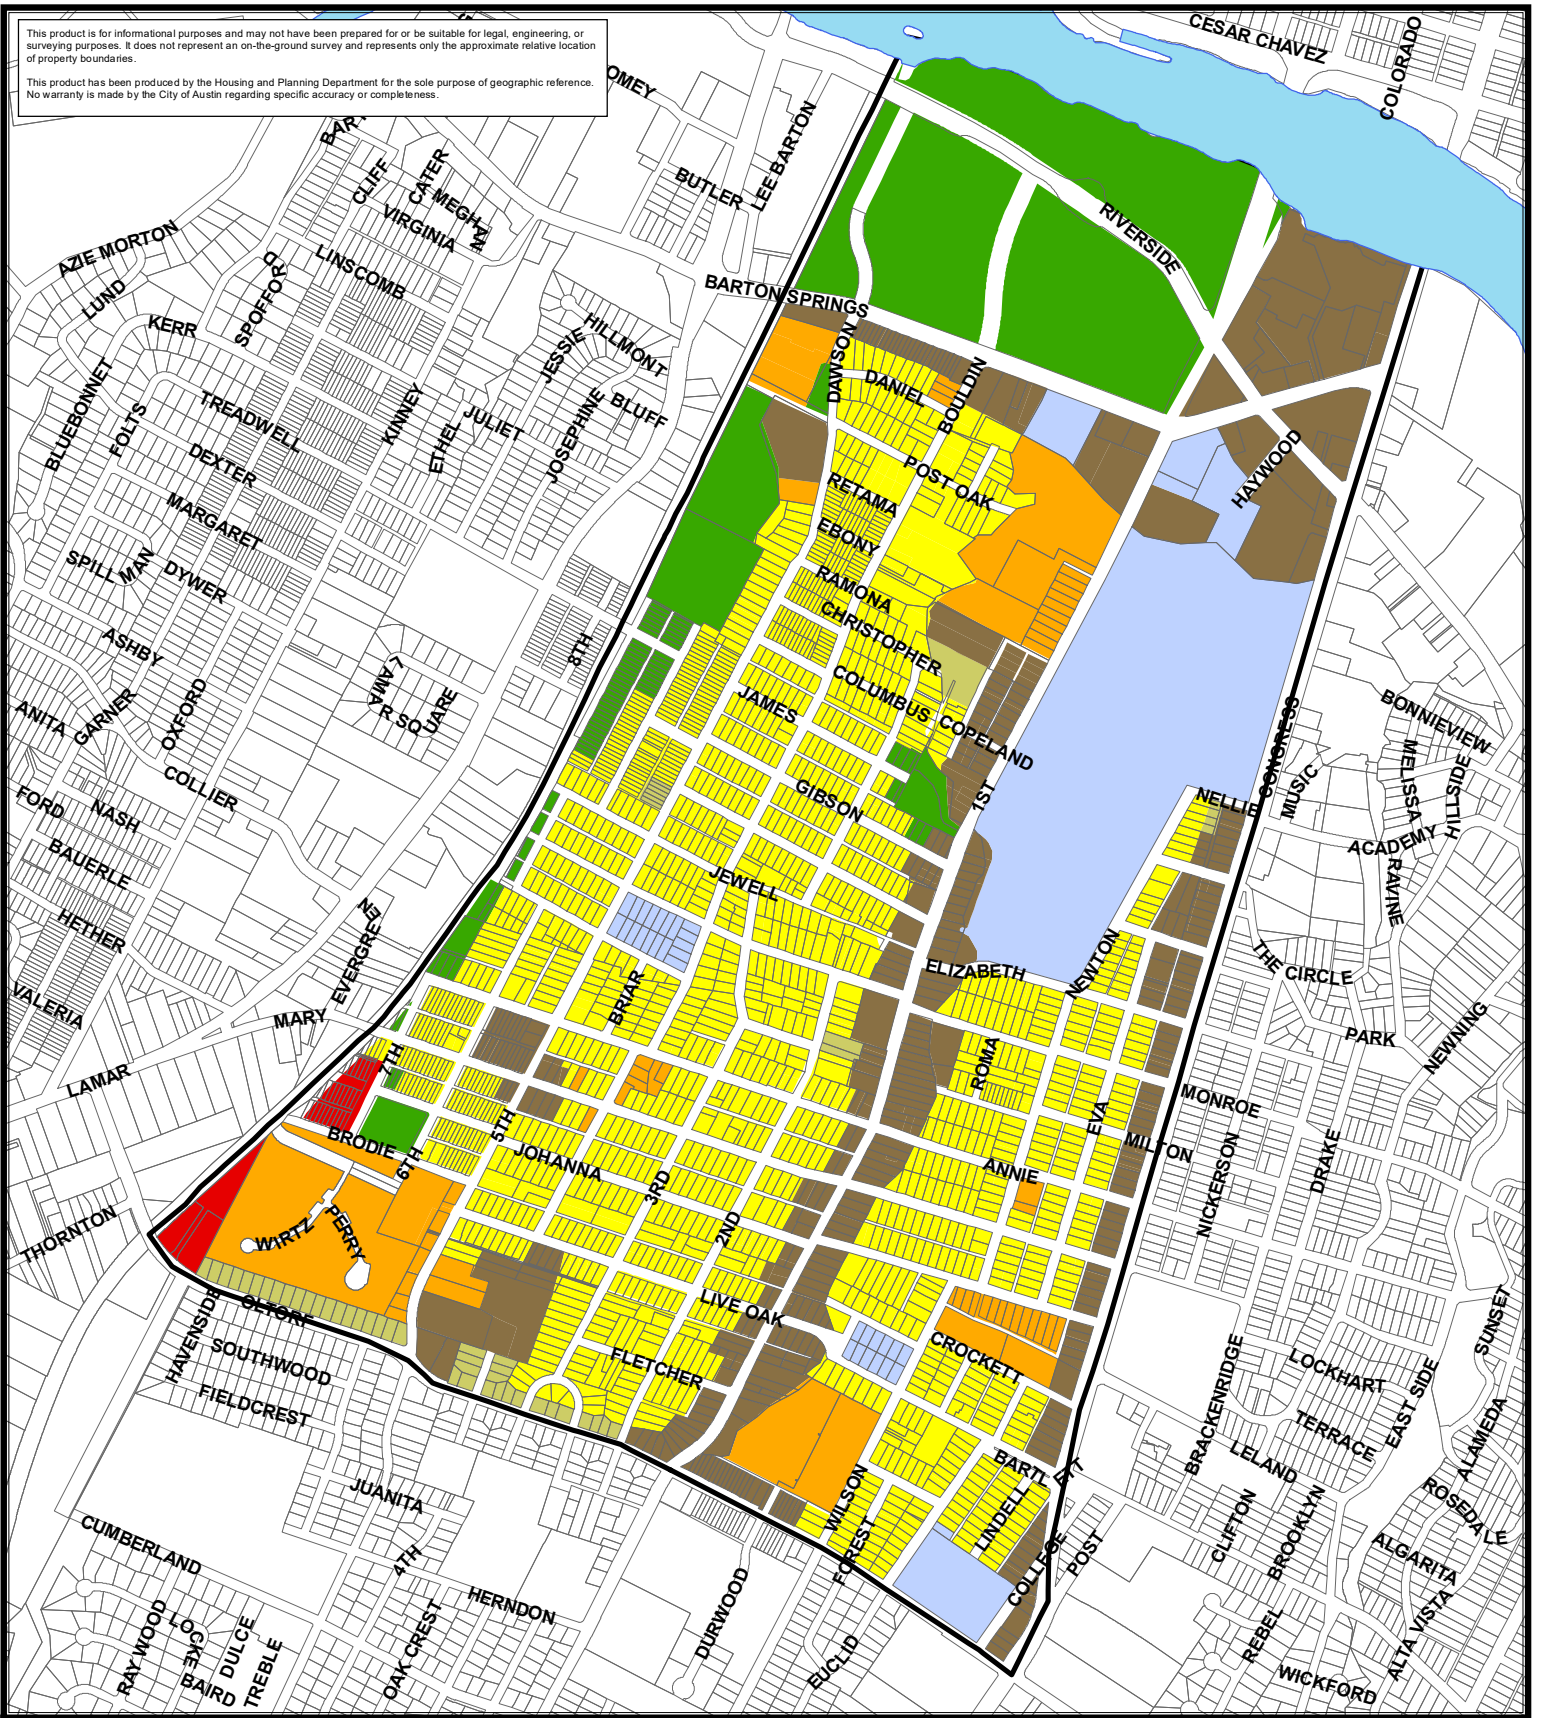 This product is for informational purposes and may not have been prepared for or be suitable for legal, engineering, or
surveying purposes. It does not represent an on-the-ground survey and represents only the approximate relative location
of property boundaries.
This product has been produced by the Housing and Planning Department for the sole purpose of geographic reference.
No warranty is made by the City of Austin regarding specific accuracy or completeness.
CESAR CHAVEZ
COLORADO
LEE BARTON
BUTLER
CLIFF
CATER
MEGHAN
VIRGINIA
AZIE MORTON
LUND
LINSCOMB
SPOFFORD
KERR
RIVERSIDE
BARTON SPRINGS
HILLMONT
JESSIE
BLUFF
DAWSON
DANIEL
BOULDIN
BLUEBONNET
FOLTS
TREADWELL
KINNEY
ETHEL
JULIET
JOSEPHINE
DEXTER
MARGARET
POST OAK
HAYWOOD
RETAMA
EBONY
SPILLMAN
DYWER
RAMONA
CHRISTOPHER
ASHBY
8TH
LAMAR SQUARE
GARNER
ANITA
OXFORD
COLUMBUS
JAMES
COPELAND
CONGRESS
BONNIEVIEW
COLLIER
FORD
NASH
GIBSON
1ST
NELLIE
MUSIC
MELISSA
HILLSIDE
ACADEMY
RAVINE
BAUERLE
JEWELL
HETHER
EVERGREEN
ELIZABETH
NEWTON
THE CIRCLE
VALERIA
MARY
BRIAR
PARK
NEWNING
LAMAR
7TH
ROMA
MONROE
EVA
MILTON
BRODIE
5TH
6TH
JOHANNA
ANNIE
NICKERSON
DRAKE
3RD
2ND
THORNTON
WIRTZ
PERRY
OLTORF
HAVENSIDE
LIVE OAK
CROCKETT
SOUTHWOOD
FLETCHER
FIELDCREST
BRACKENRIDGE
LOCKHART
SUNSET
EAST SIDE
TERRACE
ALAMEDA
LELAND
BARTLETT
WILSON
LINDELL
JUANITA
CUMBERLAND
4TH
HERNDON
FOREST
COLLEGE
POST
CLIFTON
BROOKLYN
ROSEDALE
ALGARITA
ALTA VISTA
DURWOOD
EUCLID
RAYWOOD
LOCKE
DULCE
BAIRD
TREBLE
OAK CREST
REBEL
WICKFORD